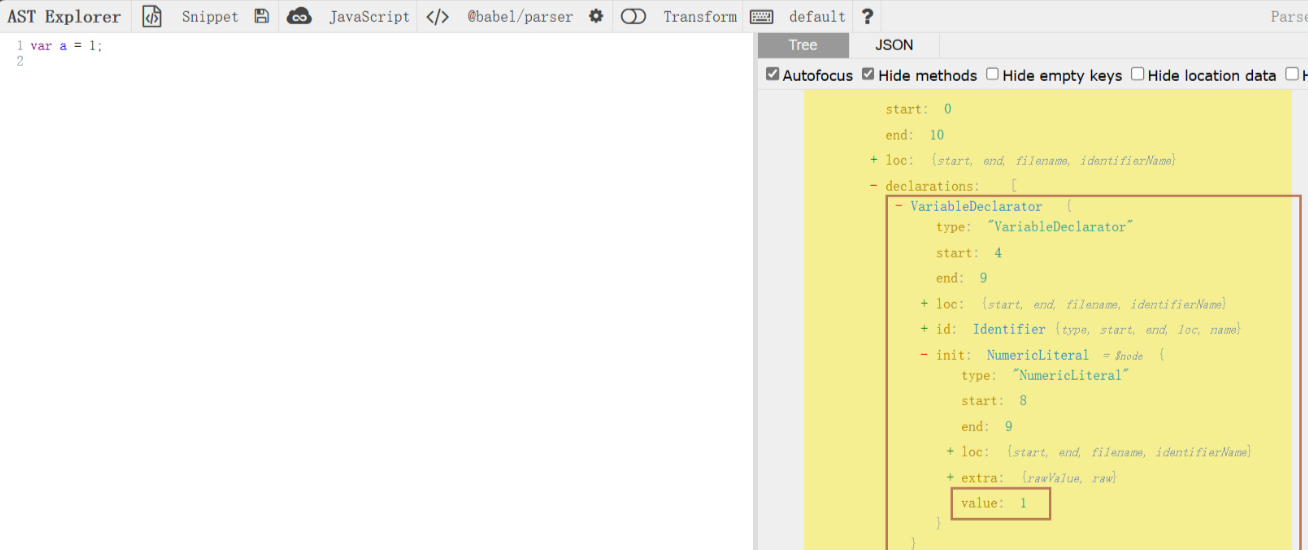 AST Explorer Snippet JavaScript </> @babel/parser Transform default ? Parse
1 var a = 1;
2
Tree JSON
Autofocus Hide methods Hide empty keys Hide location data H
start: 0
end: 10
+ loc: {start, end, filename, identifierName}
- declarations: [
- VariableDeclarator {
type: "VariableDeclarator"
start: 4
end: 9
+ loc: {start, end, filename, identifierName}
+ id: Identifier {type, start, end, loc, name}
- init: NumericLiteral = $node {
type: "NumericLiteral"
start: 8
end: 9
+ loc: {start, end, filename, identifierName}
+ extra: {rawValue, raw}
value: 1
}
}